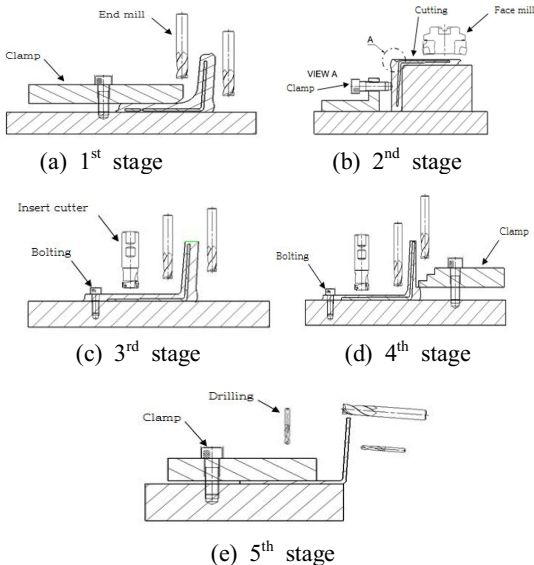 End mill
Clamp
(a) 1st stage
Cutting
Face mill
A
VIEW A
Clamp
(b) 2nd stage
Insert cutter
Bolting
(c) 3rd stage
Clamp
Bolting
(d) 4th stage
Drilling
Clamp
(e) 5th stage